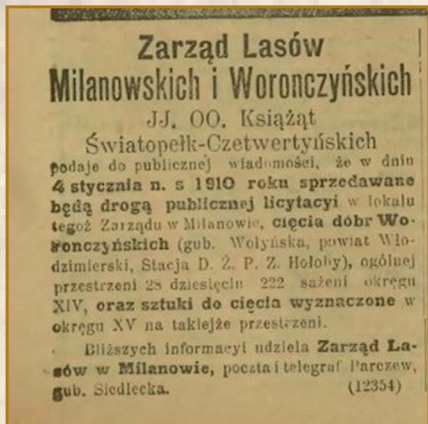 Zarząd Lasów
Milanowskich i Woronczyńskich
JJ. OO. Książąt
Światopełk-Czetwertyńskich
podaje do publicznej wiadomości, że w dniu
4 stycznia n. s 1910 roku sprzedawane
będą drogą publicznej licytacyi w lokalu
tegoż Zarządu w Milanowie, cięcia dóbr Wo-
ronczyńskich (gub. Wolyńska, powiat Wło-
dzimierski, Stacja D. Ż. P. Z. Hołoby), ogólnej
przestrzeni 28 dziesięcin 222 sażeni okręgu
XIV, oraz sztuki do cięcia wyznaczone w
okręgu XV na takiejże przestrzeni.
Bliższych informacyi udziela Zarząd La-
sów w Milanowie, poczta i telegraf Parczew,
gub. Siedlecka. (12354)